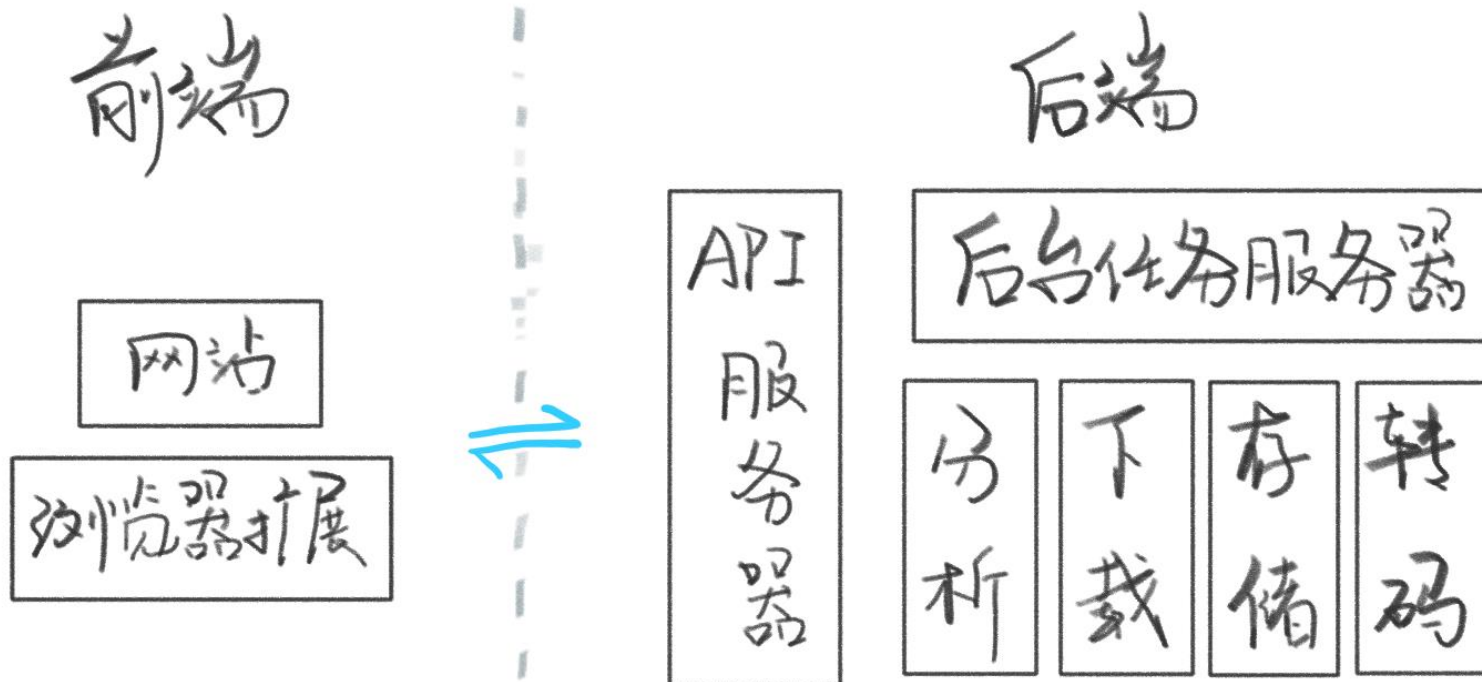 前端
后端
网站
浏览器扩展
API
服
务
器
后台任务服务器
分析
下载
存储
转码